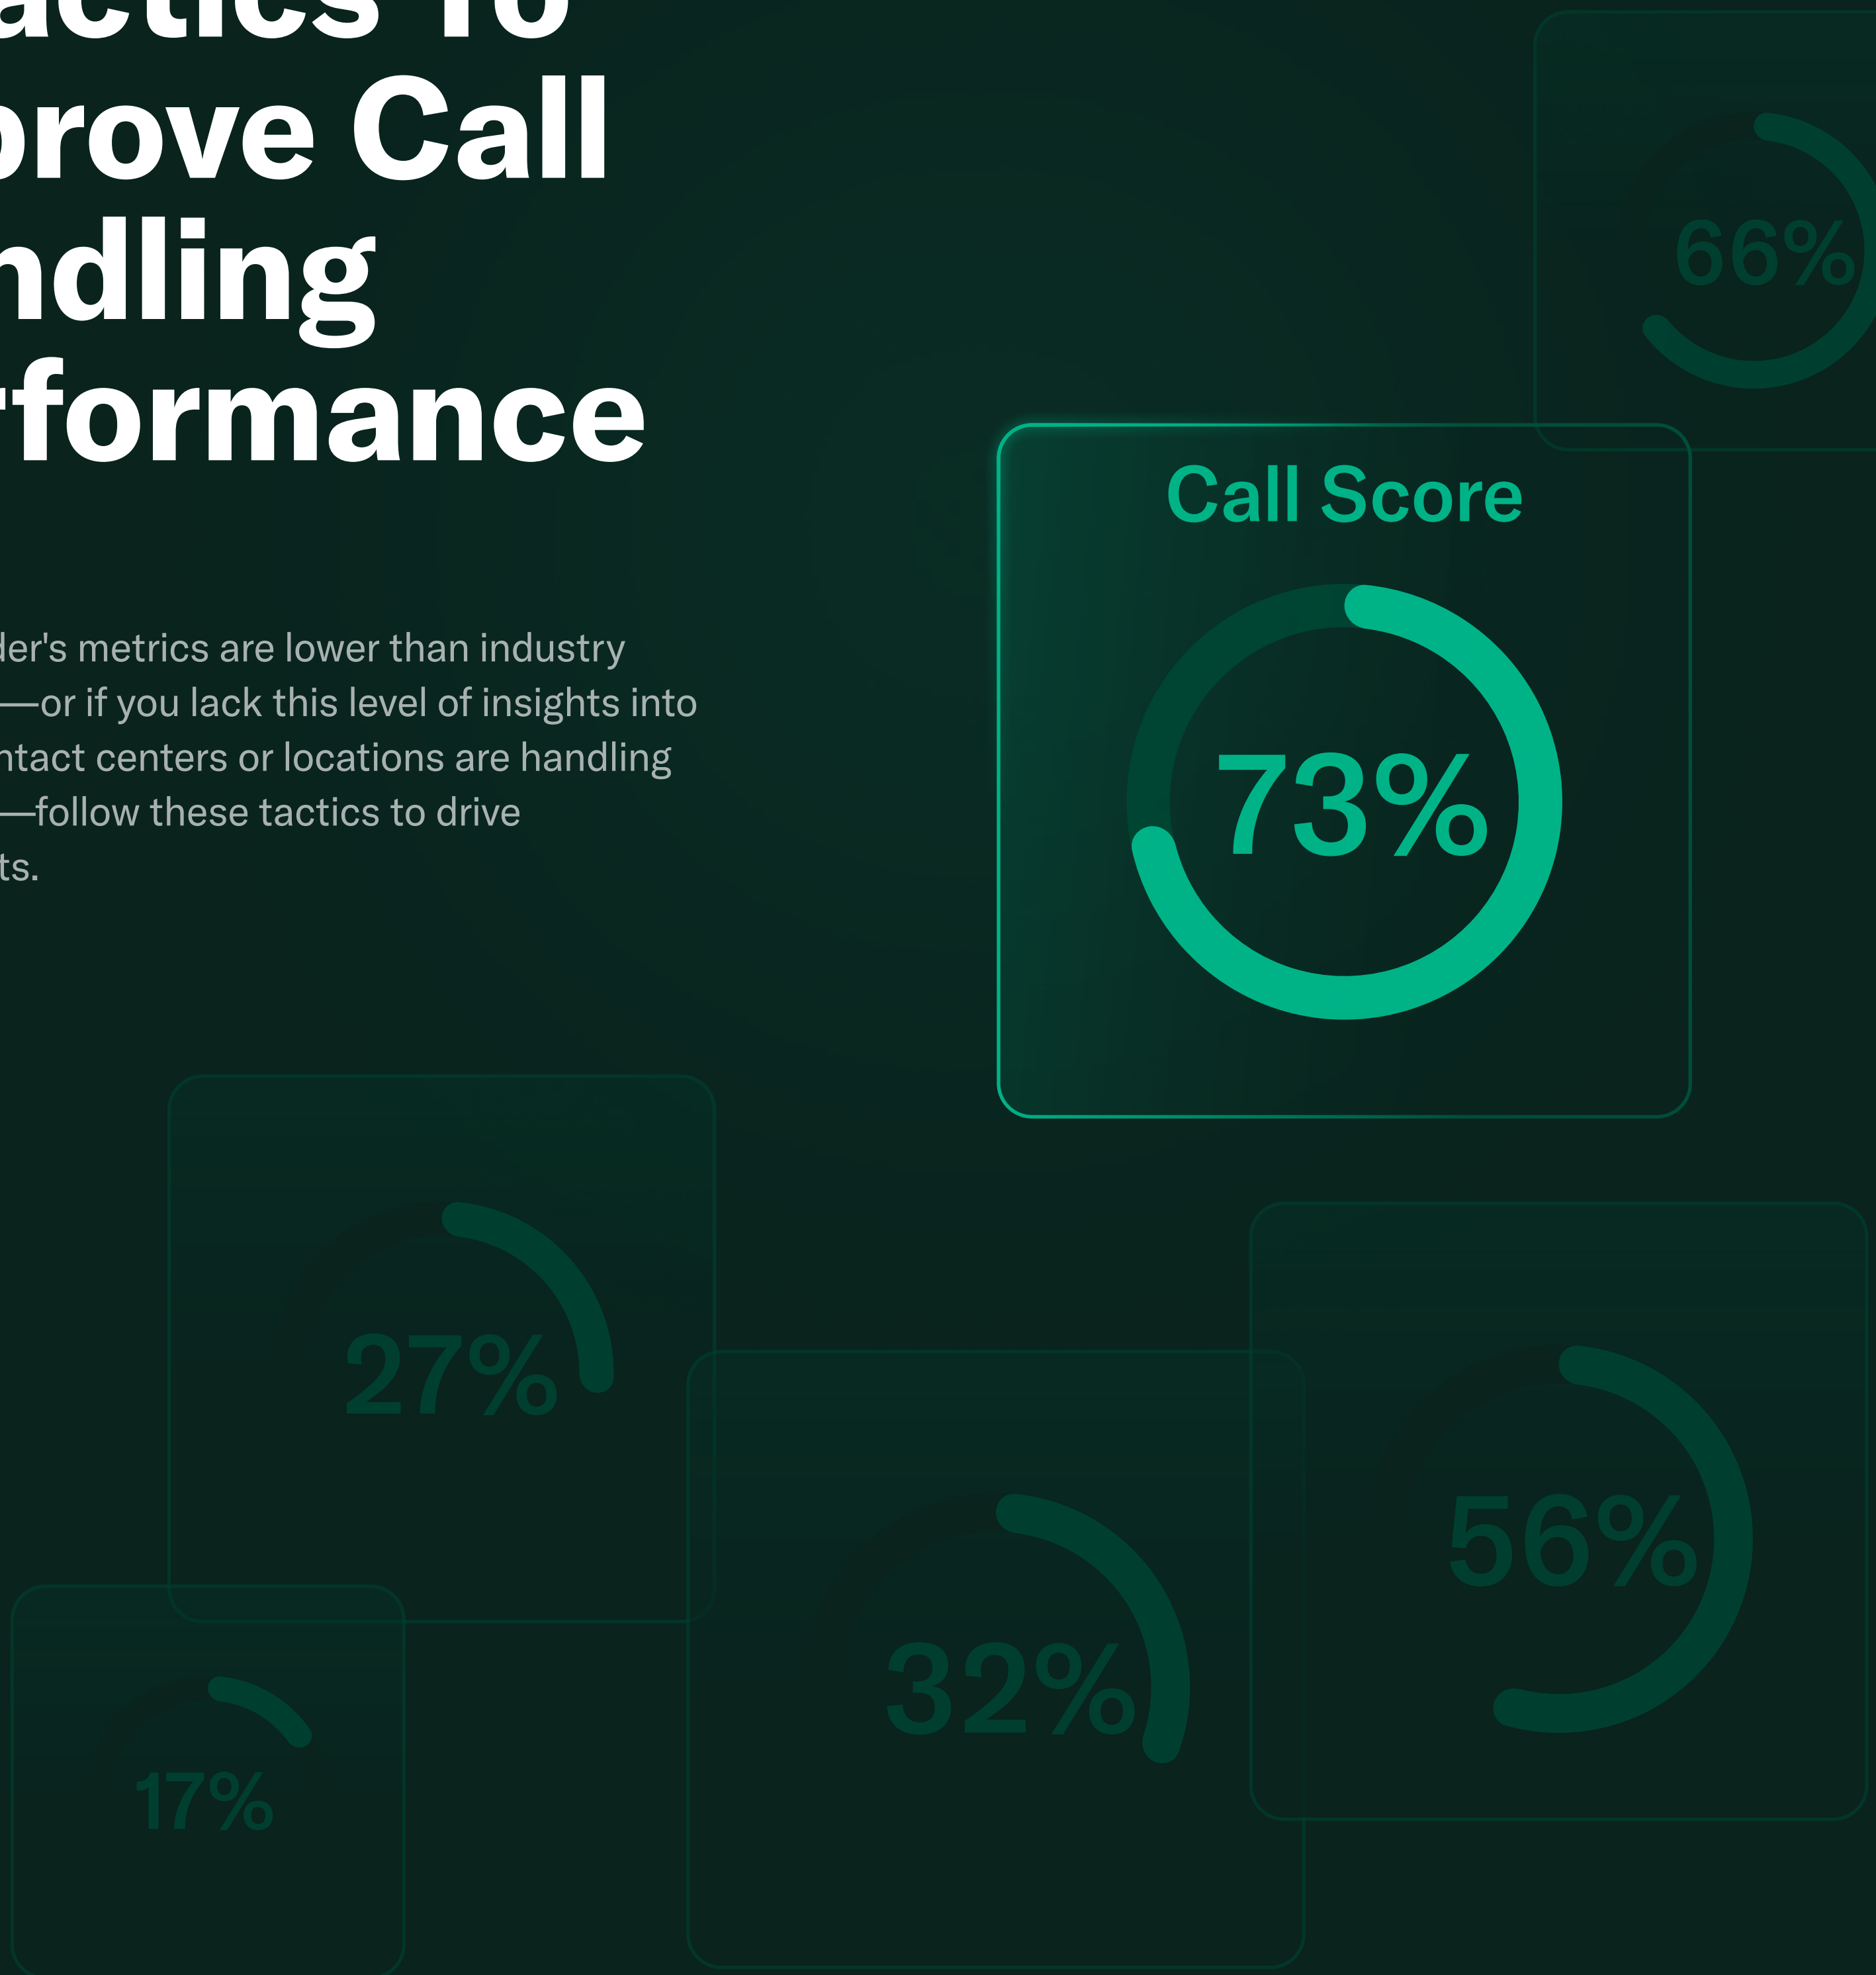 actics To
prove Call
ndling
rformance
der's metrics are lower than industry
—or if you lack this level of insights into
ntact centers or locations are handling
—follow these tactics to drive
ts.
66%
Call Score
73%
27%
56%
32%
17%